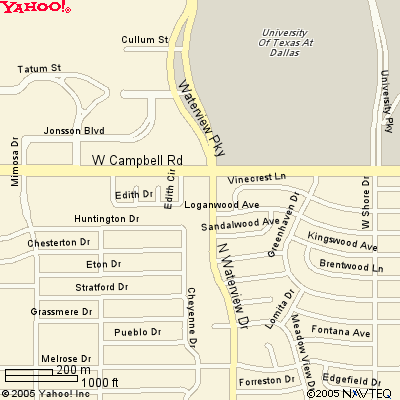 YAHOO!®
Cullum St
University
Of Texas At
Dallas
Tatum St
Waterview Pky
University Pky
Jonsson Blvd
Mimosa Dr
W Campbell Rd
Vinecrest Ln
Edith Dr
Edith Cir
Loganwood Ave
W Shore Dr
Huntington Dr
Sandalwood Ave
Greenhaven Dr
Kingswood Ave
Chesterton Dr
N Waterview Dr
Eton Dr
Brentwood Ln
Stratford Dr
Cheyenne Dr
Lomita Dr
Grassmere Dr
Meadow View Dr
Pueblo Dr
Fontana Ave
Melrose Dr
200 m
1000 ft
Forreston Dr
Edgefield Dr
©2005 Yahoo! Inc
©2005 NAVTEQ